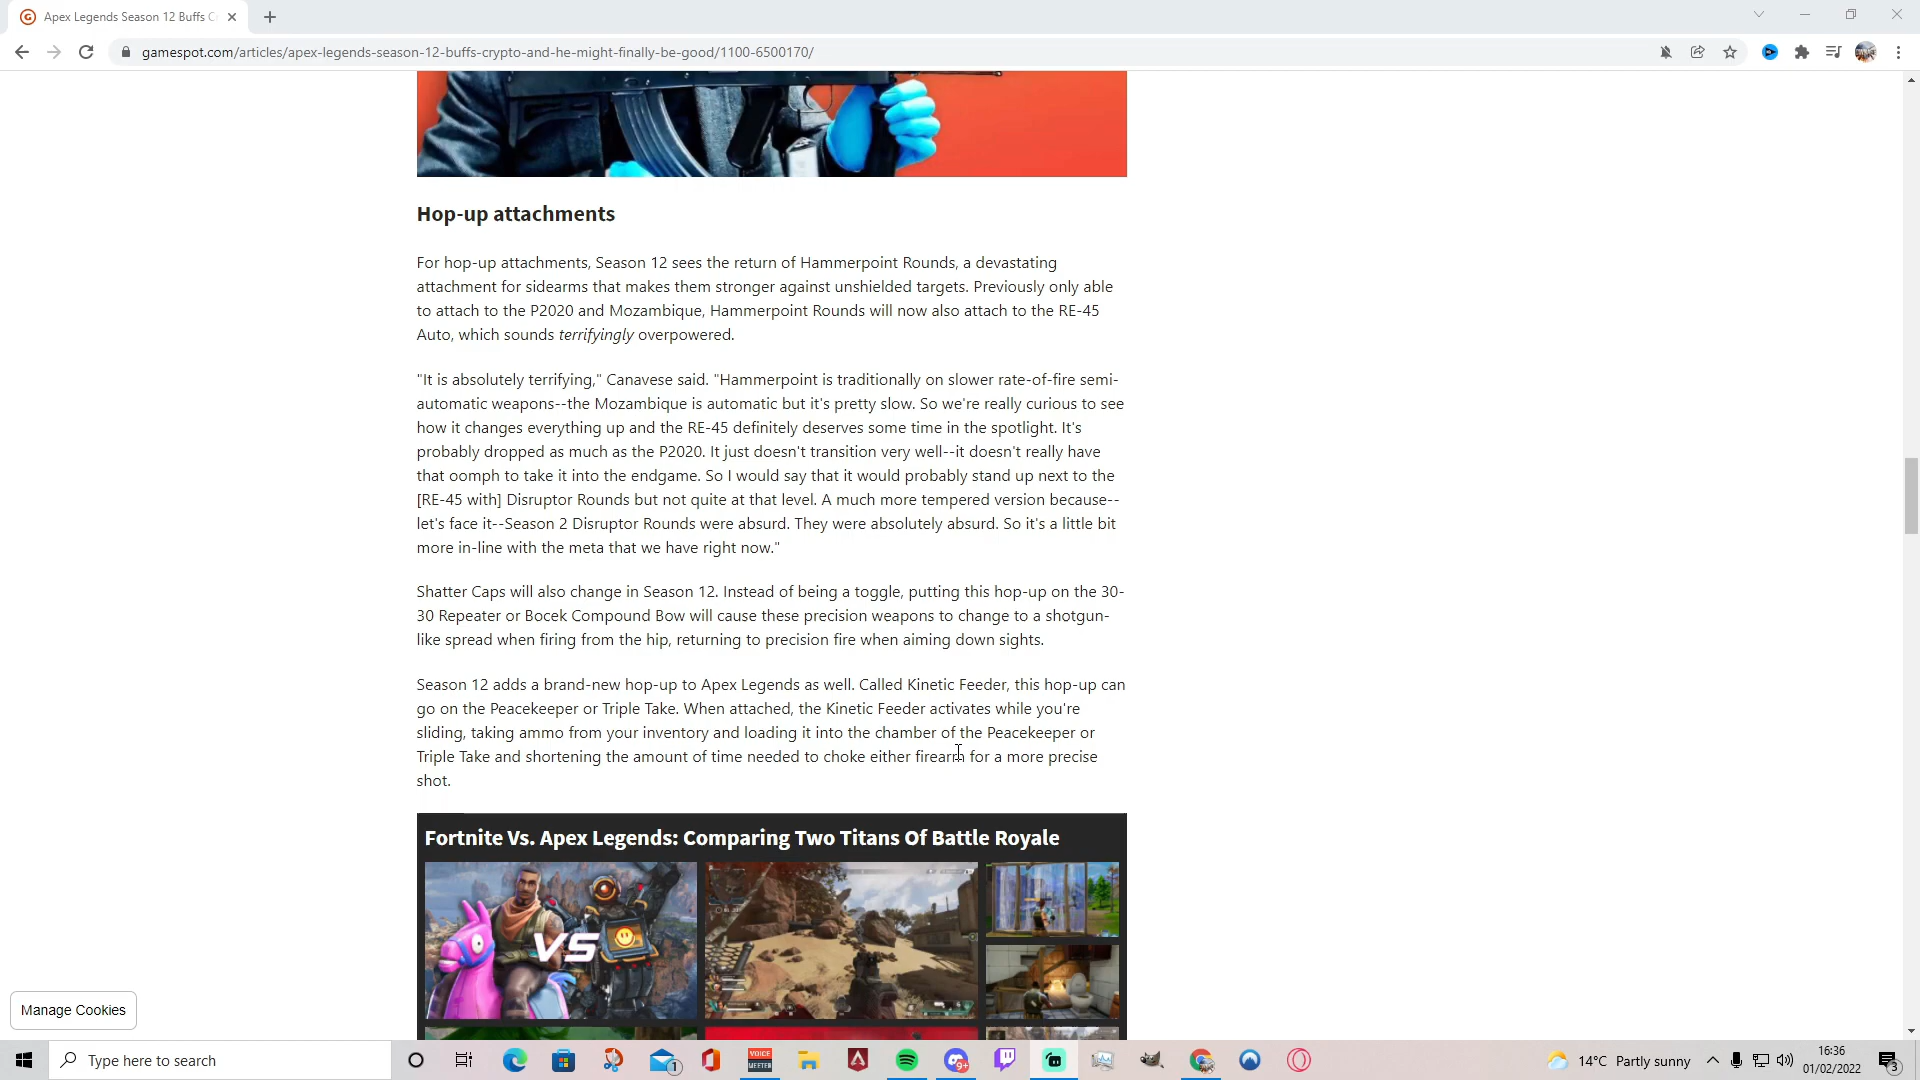 Apex Legends Season 12 Buffs C
gamespot.com/articles/apex-legends-season-12-buffs-crypto-and-he-might-finally-be-good/1100-6500170/
Hop-up attachments
For hop-up attachments, Season 12 sees the return of Hammerpoint Rounds, a devastating
attachment for sidearms that makes them stronger against unshielded targets. Previously only able
to attach to the P2020 and Mozambique, Hammerpoint Rounds will now also attach to the RE-45
Auto, which sounds terrifyingly overpowered.
"It is absolutely terrifying," Canavese said. "Hammerpoint is traditionally on slower rate-of-fire semi-
automatic weapons--the Mozambique is automatic but it's pretty slow. So we're really curious to see
how it changes everything up and the RE-45 definitely deserves some time in the spotlight. It's
probably dropped as much as the P2020. It just doesn't transition very well--it doesn't really have
that oomph to take it into the endgame. So I would say that it would probably stand up next to the
[RE-45 with] Disruptor Rounds but not quite at that level. A much more tempered version because--
let's face it--Season 2 Disruptor Rounds were absurd. They were absolutely absurd. So it's a little bit
more in-line with the meta that we have right now."
Shatter Caps will also change in Season 12. Instead of being a toggle, putting this hop-up on the 30-
30 Repeater or Bocek Compound Bow will cause these precision weapons to change to a shotgun-
like spread when firing from the hip, returning to precision fire when aiming down sights.
Season 12 adds a brand-new hop-up to Apex Legends as well. Called Kinetic Feeder, this hop-up can
go on the Peacekeeper or Triple Take. When attached, the Kinetic Feeder activates while you're
sliding, taking ammo from your inventory and loading it into the chamber of the Peacekeeper or
Triple Take and shortening the amount of time needed to choke either firearm for a more precise
shot.
Fortnite Vs. Apex Legends: Comparing Two Titans Of Battle Royale
VS
Manage Cookies
Type here to search
1
VOICE
MEETER
9+
14°C Partly sunny
16:36
01/02/2022
3